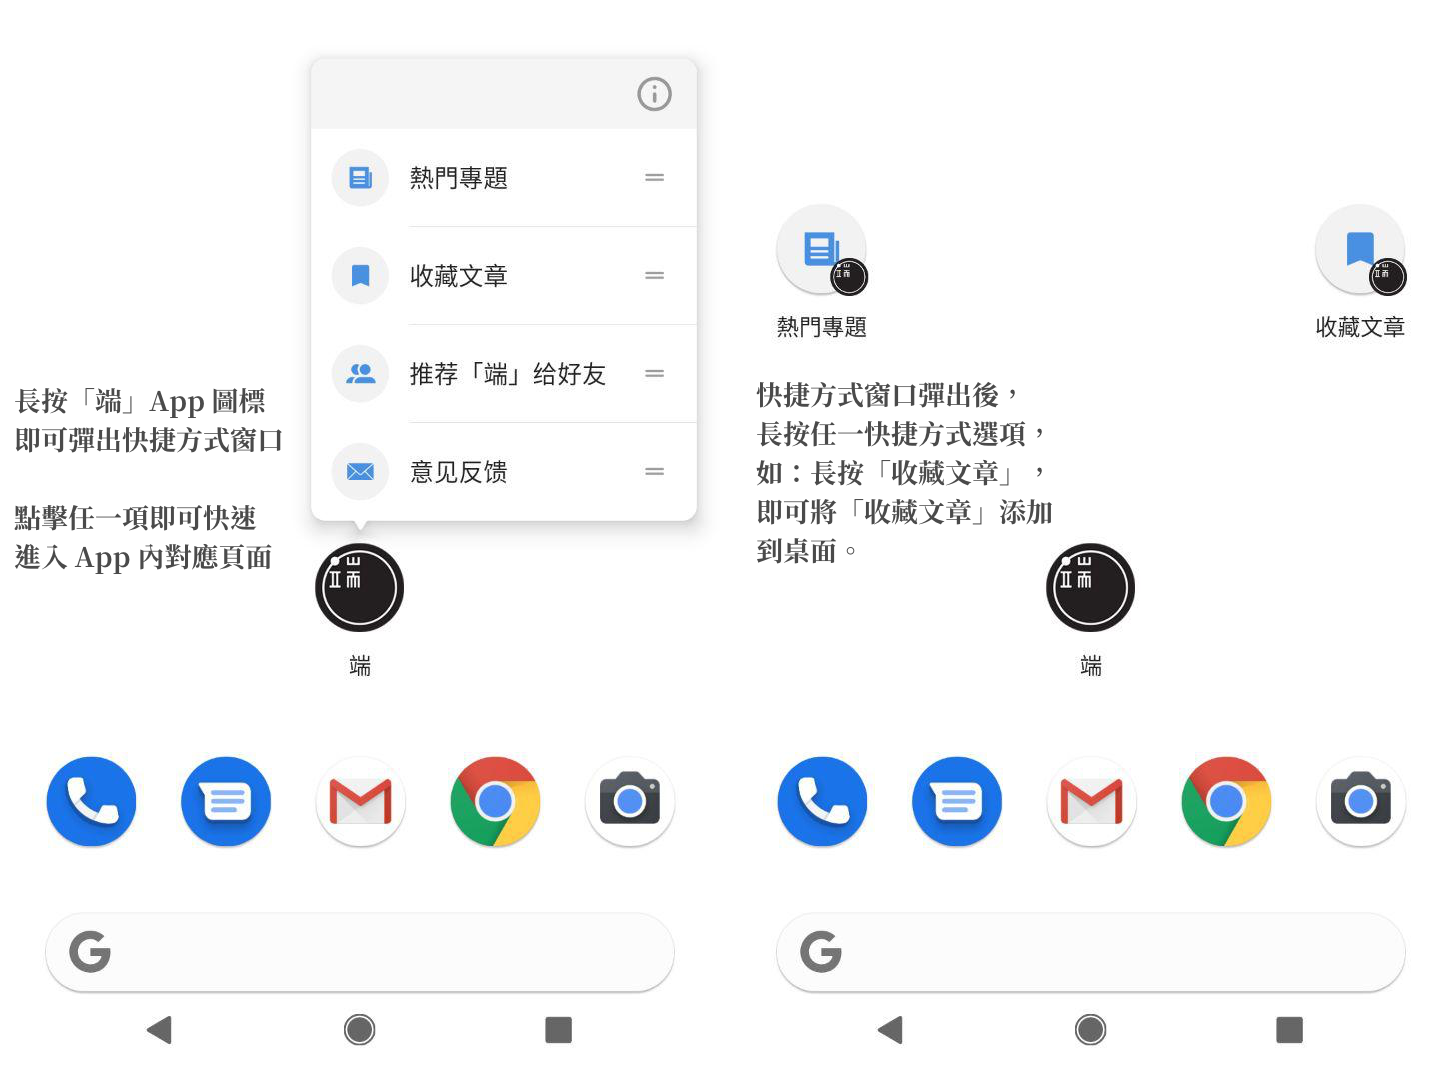 熱門專題
收藏文章
推荐「端」给好友
意见反馈
長按「端」App 圖標
即可彈出快捷方式窗口
點擊任一項即可快速
進入 App 內對應頁面
端
端
熱門專題
收藏文章
快捷方式窗口彈出後，
長按任一快捷方式選項，
如：長按「收藏文章」，
即可將「收藏文章」添加
到桌面。
端
端